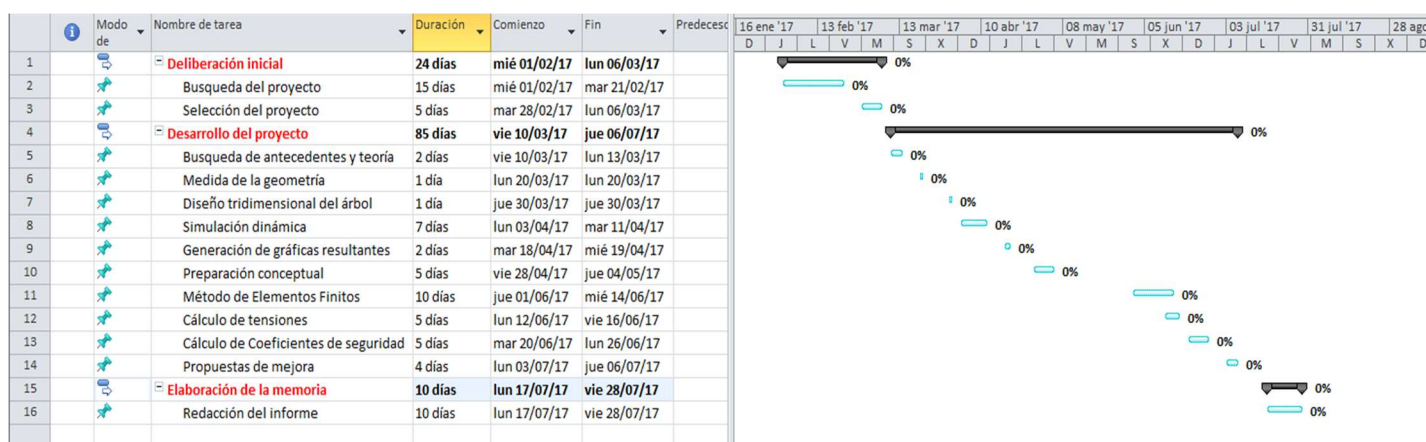 Modo de Nombre de tarea Duración Comienzo Fin Predeceso
16 ene '17 13 feb '17 13 mar '17 10 abr '17 08 may '17 05 jun '17 03 jul '17 31 jul '17 28 ago
D J L V M S X D J L V M S X D J L V M S X D
1 Deliberación inicial 24 días mié 01/02/17 lun 06/03/17 0%
2 Busqueda del proyecto 15 días mié 01/02/17 mar 21/02/17 0%
3 Selección del proyecto 5 días mar 28/02/17 lun 06/03/17 0%
4 Desarrollo del proyecto 85 días vie 10/03/17 jue 06/07/17 0%
5 Busqueda de antecedentes y teoría 2 días vie 10/03/17 lun 13/03/17 0%
6 Medida de la geometría 1 día lun 20/03/17 lun 20/03/17 0%
7 Diseño tridimensional del árbol 1 día jue 30/03/17 jue 30/03/17 0%
8 Simulación dinámica 7 días lun 03/04/17 mar 11/04/17 0%
9 Generación de gráficas resultantes 2 días mar 18/04/17 mié 19/04/17 0%
10 Preparación conceptual 5 días vie 28/04/17 jue 04/05/17 0%
11 Método de Elementos Finitos 10 días jue 01/06/17 mié 14/06/17 0%
12 Cálculo de tensiones 5 días lun 12/06/17 vie 16/06/17 0%
13 Cálculo de Coeficientes de seguridad 5 días mar 20/06/17 lun 26/06/17 0%
14 Propuestas de mejora 4 días lun 03/07/17 jue 06/07/17 0%
15 Elaboración de la memoria 10 días lun 17/07/17 vie 28/07/17 0%
16 Redacción del informe 10 días lun 17/07/17 vie 28/07/17 0%